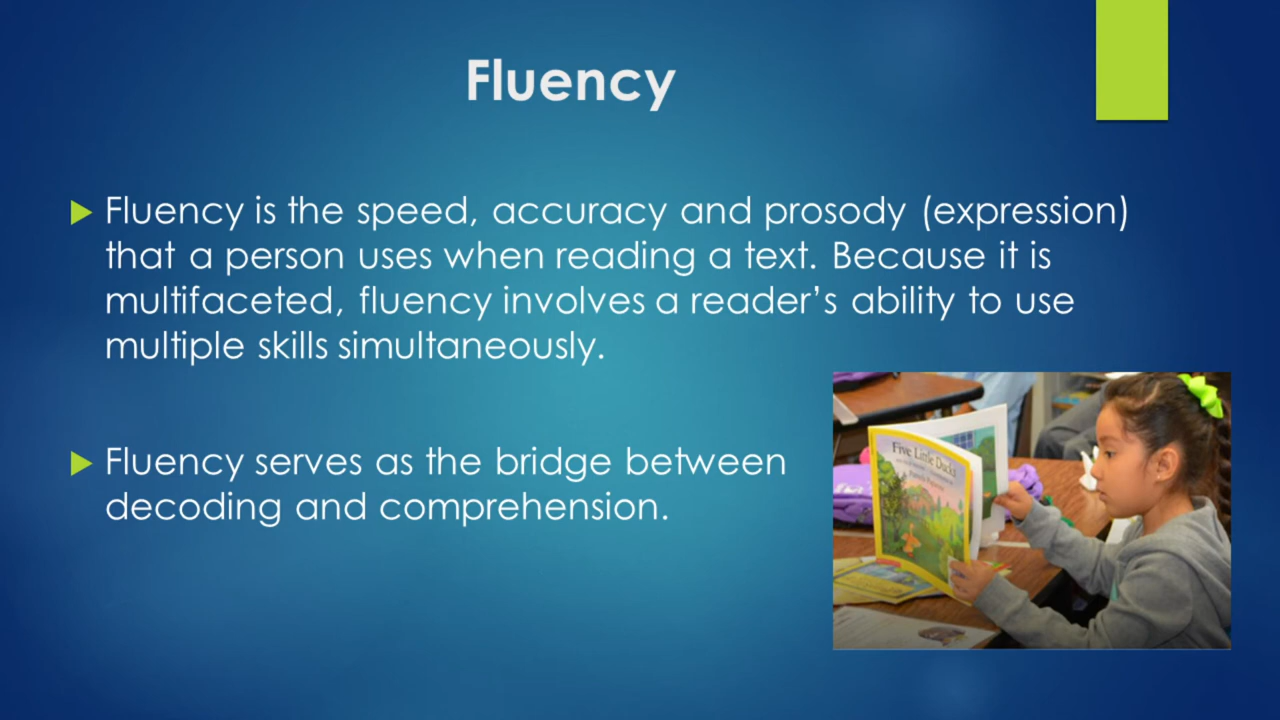 Fluency
Fluency is the speed, accuracy and prosody (expression)
that a person uses when reading a text. Because it is
multifaceted, fluency involves a reader’s ability to use
multiple skills simultaneously.
Fluency serves as the bridge between
decoding and comprehension.
Five Little Ducks